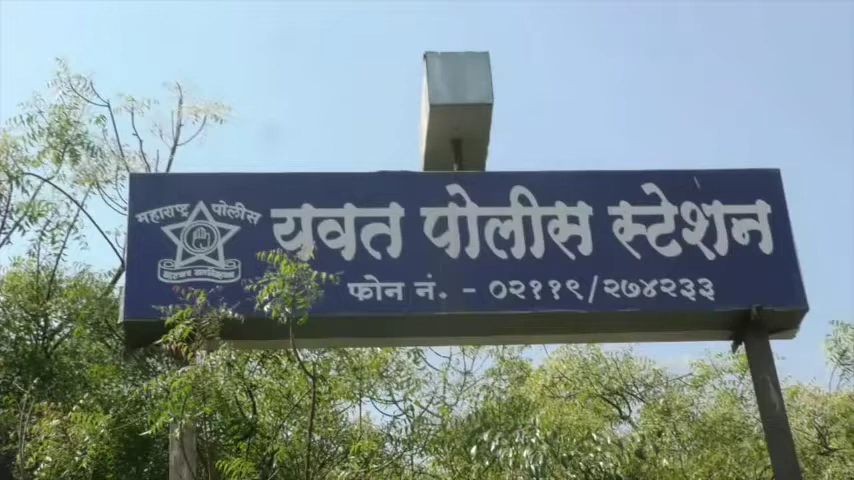 महाराष्ट्र पोलीस
यवत पोलीस स्टेशन
फोन नं. - ०२११९/२७४२३३